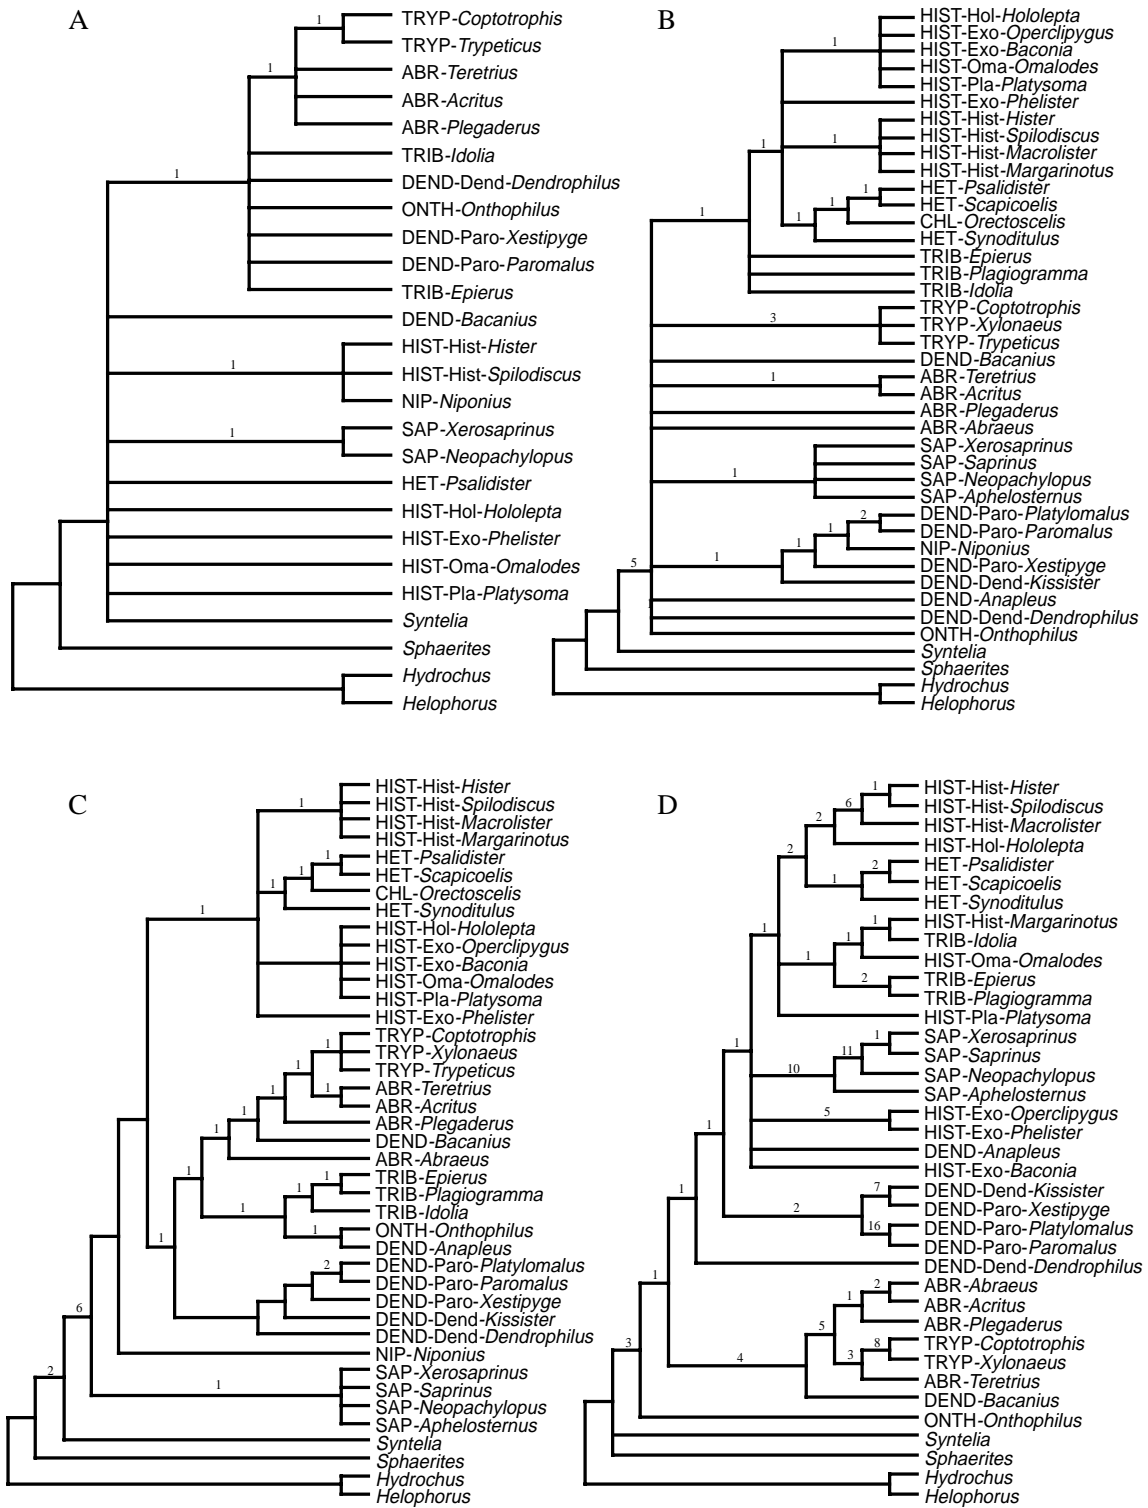 A
1
TRYP-Coptotrophis
TRYP-Trypeticus
1
ABR-Teretrius
ABR-Acritus
ABR-Plegaderus
TRIB-Idolia
1
DEND-Dend-Dendrophilus
ONTH-Onthophilus
DEND-Paro-Xestipyge
DEND-Paro-Paromalus
TRIB-Epierus
DEND-Bacanius
HIST-Hist-Hister
1
HIST-Hist-Spilodiscus
NIP-Niponius
1
SAP-Xerosaprinus
SAP-Neopachylopus
HET-Psalidister
HIST-Hol-Hololepta
HIST-Exo-Phelister
HIST-Oma-Omalodes
HIST-Pla-Platysoma
Syntelia
Sphaerites
Hydrochus
Helophorus
B
HIST-Hol-Hololepta
HIST-Exo-Operclipygus
1
HIST-Exo-Baconia
HIST-Oma-Omalodes
HIST-Pla-Platysoma
HIST-Exo-Phelister
HIST-Hist-Hister
1
HIST-Hist-Spilodiscus
1
HIST-Hist-Macrolister
HIST-Hist-Margarinotus
1
HET-Psalidister
1
HET-Scapicoelis
1
1
CHL-Orectoscelis
HET-Synoditulus
TRIB-Epierus
TRIB-Plagiogramma
TRIB-Idolia
TRYP-Coptotrophis
3
TRYP-Xylonaeus
TRYP-Trypeticus
DEND-Bacanius
1
ABR-Teretrius
ABR-Acritus
ABR-Plegaderus
ABR-Abraeus
SAP-Xerosaprinus
SAP-Saprinus
1
SAP-Neopachylopus
SAP-Aphelosternus
2
DEND-Paro-Platylomalus
1
DEND-Paro-Paromalus
1
NIP-Niponius
5
1
DEND-Paro-Xestipyge
DEND-Dend-Kissister
1
DEND-Anapleus
DEND-Dend-Dendrophilus
ONTH-Onthophilus
Syntelia
Sphaerites
Hydrochus
Helophorus
C
HIST-Hist-Hister
1
HIST-Hist-Spilodiscus
HIST-Hist-Macrolister
HIST-Hist-Margarinotus
1
HET-Psalidister
1
HET-Scapicoelis
1
CHL-Orectoscelis
1
HET-Synoditulus
HIST-Hol-Hololepta
HIST-Exo-Operclipygus
HIST-Exo-Baconia
HIST-Oma-Omalodes
HIST-Pla-Platysoma
HIST-Exo-Phelister
TRYP-Coptotrophis
1
TRYP-Xylonaeus
1
TRYP-Trypeticus
1
1
ABR-Teretrius
ABR-Acritus
1
ABR-Plegaderus
1
DEND-Bacanius
ABR-Abraeus
1
1
TRIB-Epierus
1
TRIB-Plagiogramma
1
TRIB-Idolia
1
ONTH-Onthophilus
1
DEND-Anapleus
2
DEND-Paro-Platylomalus
DEND-Paro-Paromalus
DEND-Paro-Xestipyge
6
DEND-Dend-Kissister
DEND-Dend-Dendrophilus
NIP-Niponius
2
SAP-Xerosaprinus
1
SAP-Saprinus
SAP-Neopachylopus
SAP-Aphelosternus
Syntelia
Sphaerites
Hydrochus
Helophorus
D
1
HIST-Hist-Hister
6
HIST-Hist-Spilodiscus
2
HIST-Hist-Macrolister
2
HIST-Hol-Hololepta
2
HET-Psalidister
1
HET-Scapicoelis
HET-Synoditulus
1
HIST-Hist-Margarinotus
1
1
TRIB-Idolia
1
HIST-Oma-Omalodes
2
TRIB-Epierus
TRIB-Plagiogramma
HIST-Pla-Platysoma
1
SAP-Xerosaprinus
1
11
SAP-Saprinus
10
SAP-Neopachylopus
SAP-Aphelosternus
5
HIST-Exo-Operclipygus
1
HIST-Exo-Phelister
DEND-Anapleus
HIST-Exo-Baconia
1
7
DEND-Dend-Kissister
2
DEND-Paro-Xestipyge
16
DEND-Paro-Platylomalus
DEND-Paro-Paromalus
DEND-Dend-Dendrophilus
1
2
ABR-Abraeus
1
ABR-Acritus
5
ABR-Plegaderus
3
8
TRYP-Coptotrophis
4
3
TRYP-Xylonaeus
ABR-Teretrius
DEND-Bacanius
ONTH-Onthophilus
Syntelia
Sphaerites
Hydrochus
Helophorus